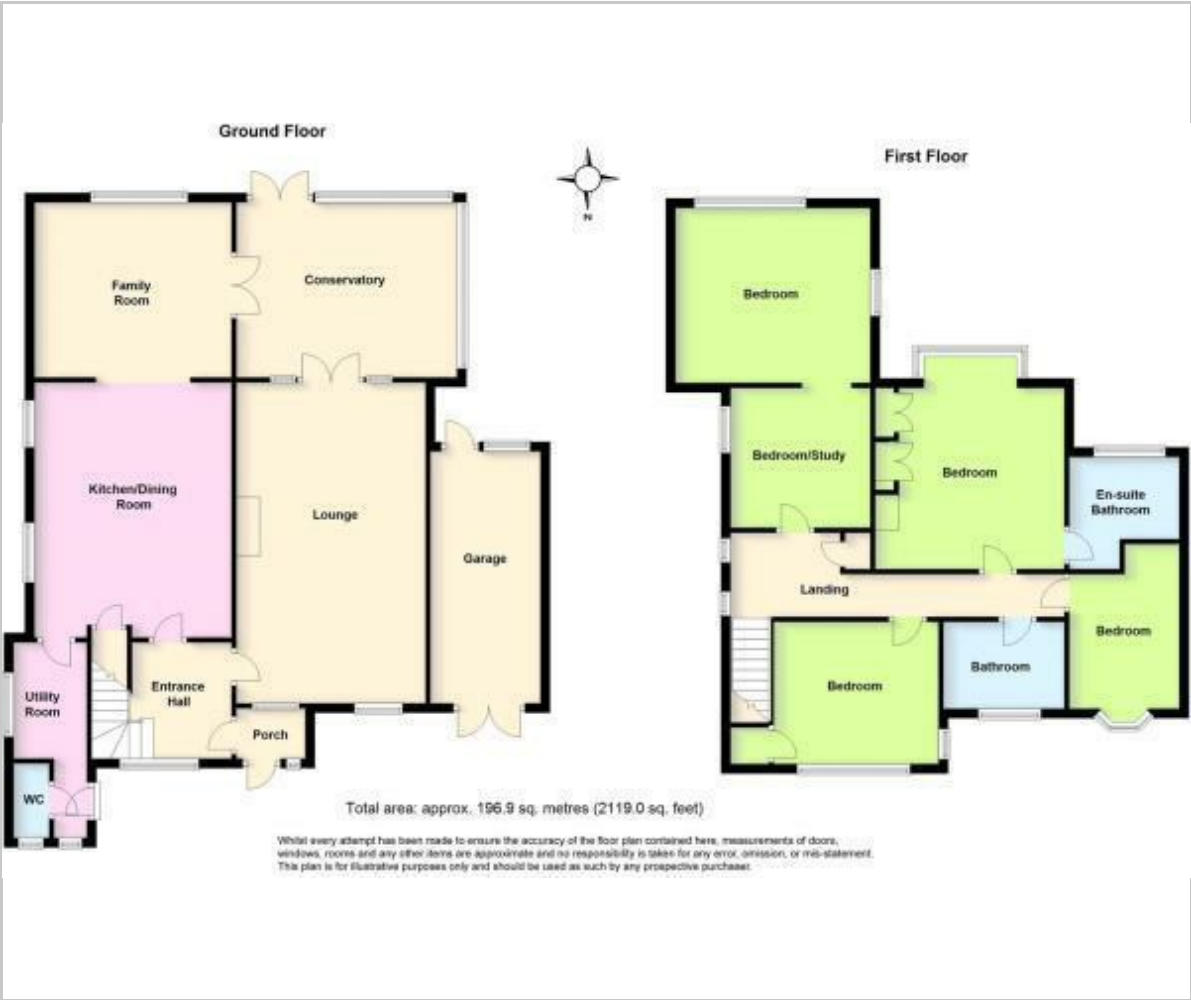 Ground Floor
First Floor
N
Family
Room
Conservatory
Kitchen/Dining
Room
Lounge
Garage
Utility
Room
Entrance
Hall
Porch
WC
Bedroom
Bedroom/Study
Bedroom
En-suite
Bathroom
Landing
Bedroom
Bathroom
Bedroom
Total area: approx. 196.9 sq. metres (2119.0 sq. feet)
Whilst every attempt has been made to ensure the accuracy of the floor plan contained here, measurements of doors,
windows, rooms and any other items are approximate and no responsibility is taken for any error, omission, or mis-statement.
This plan is for illustrative purposes only and should be used as such by any prospective purchaser.